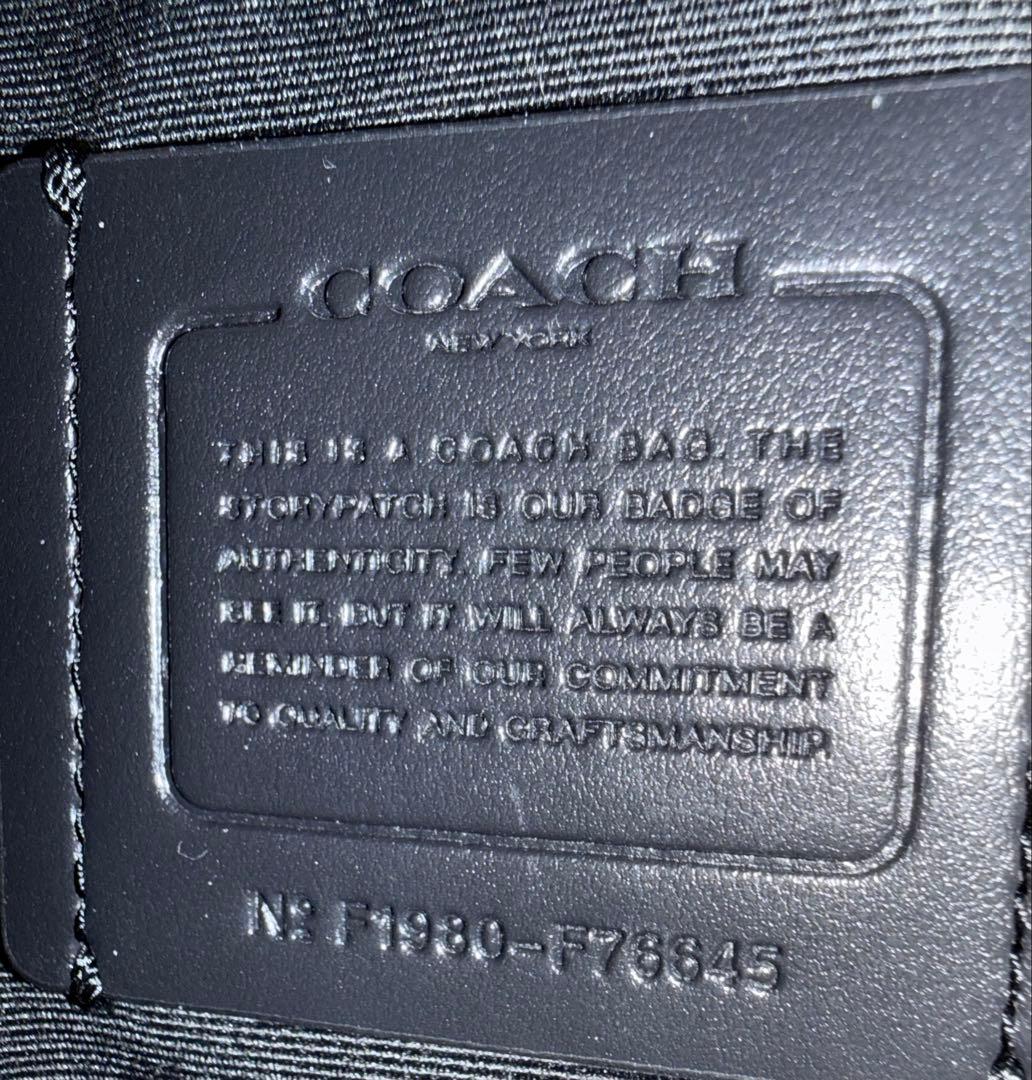 COACH
NEW YORK
THIS IS A COACH BAG. THE
STORYPATCH IS OUR BADGE OF
AUTHENTICITY. FEW PEOPLE MAY
SEE IT, BUT IT WILL ALWAYS BE A
REMINDER OF OUR COMMITMENT
TO QUALITY AND CRAFTSMANSHIP.
Nº F1980-F76645